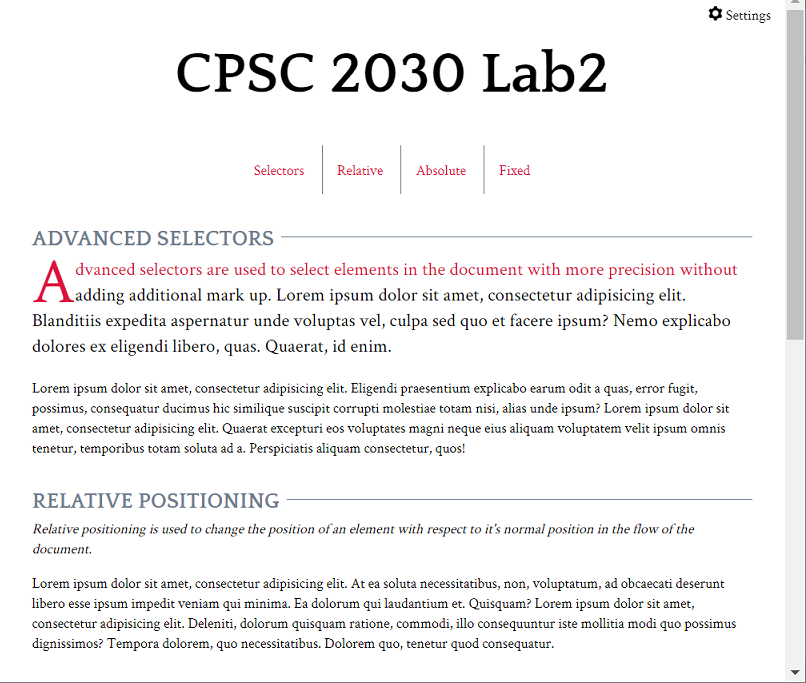 Settings
CPSC 2030 Lab2
Selectors Relative Absolute Fixed
ADVANCED SELECTORS
Advanced selectors are used to select elements in the document with more precision without
adding additional mark up. Lorem ipsum dolor sit amet, consectetur adipisicing elit.
Blanditiis expedita aspernatur unde voluptas vel, culpa sed quo et facere ipsum? Nemo explicabo
dolores ex eligendi libero, quas. Quaerat, id enim.
Lorem ipsum dolor sit amet, consectetur adipisicing elit. Eligendi praesentium explicabo earum odit a quas, error fugit,
possimus, consequatur ducimus hic similique suscipit corrupti molestiae totam nisi, alias unde ipsum? Lorem ipsum dolor sit
amet, consectetur adipisicing elit. Quaerat excepturi eos voluptates magni neque eius aliquam voluptatem velit ipsum omnis
tenetur, temporibus totam soluta ad a. Perspiciatis aliquam consectetur, quos!
RELATIVE POSITIONING
Relative positioning is used to change the position of an element with respect to it's normal position in the flow of the
document.
Lorem ipsum dolor sit amet, consectetur adipisicing elit. At ea soluta necessitatibus, non, voluptatum, ad obcaecati deserunt
libero esse ipsum impedit veniam qui minima. Ea dolorum qui laudantium et. Quisquam? Lorem ipsum dolor sit amet,
consectetur adipisicing elit. Deleniti, dolorum quisquam ratione, commodi, illo consequuntur iste mollitia modi quo possimus
dignissimos? Tempora dolorem, quo necessitatibus. Dolorem quo, tenetur quod consequatur.